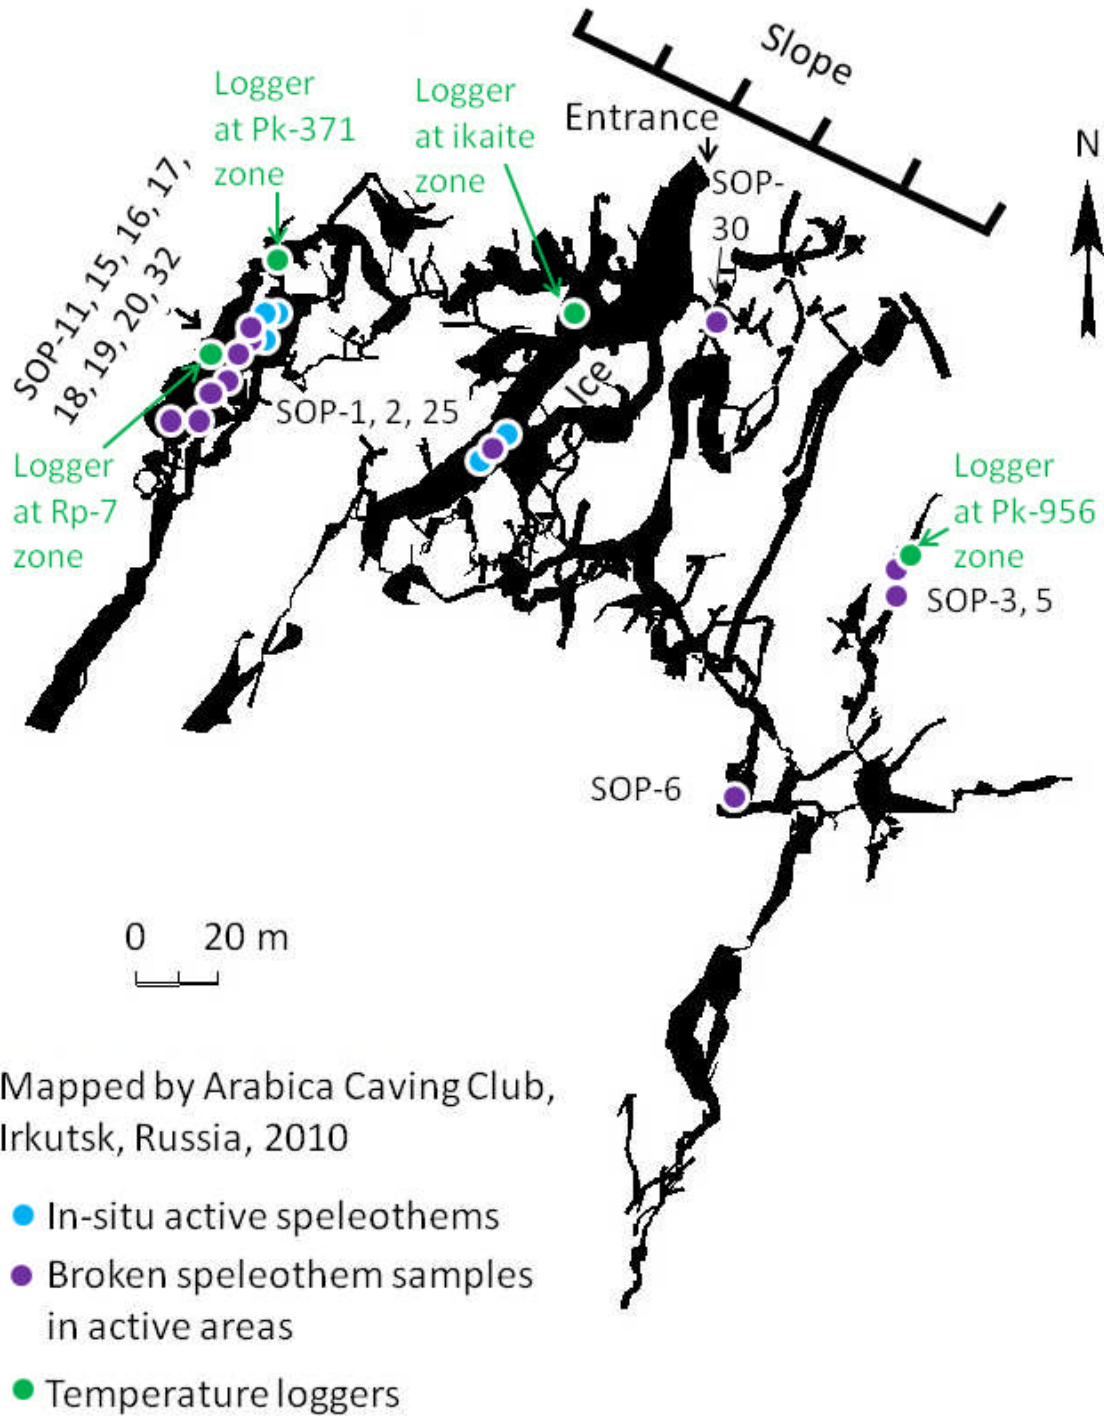 Slope
Logger
at Pk-371
zone
Logger
at ikaite
zone
Entrance
N
SOP-
30
SOP-11, 15, 16, 17,
18, 19, 20, 32
Ice
SOP-1, 2, 25
Logger
at Rp-7
zone
Logger
at Pk-956
zone
SOP-3, 5
SOP-6
0 20 m
Mapped by Arabica Caving Club,
Irkutsk, Russia, 2010
In-situ active speleothems
Broken speleothem samples
in active areas
Temperature loggers